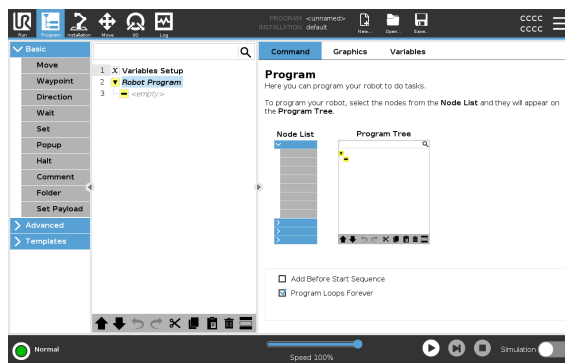 UR
PROGRAM <unnamed>
INSTALLATION default
Run
Program
Installation
Move
I/O
Log
New...
Open...
Save...
cccc
cccc
Basic
Move
Waypoint
Direction
Wait
Set
Popup
Halt
Comment
Folder
Set Payload
Advanced
Templates
1 X Variables Setup
2 Robot Program
3 <empty>
Command Graphics Variables
Program
Here you can program your robot to do tasks.
To program your robot, select the nodes from the Node List and they will appear on
the Program Tree.
Node List Program Tree
Add Before Start Sequence
Program Loops Forever
Normal
Speed 100%
Simulation